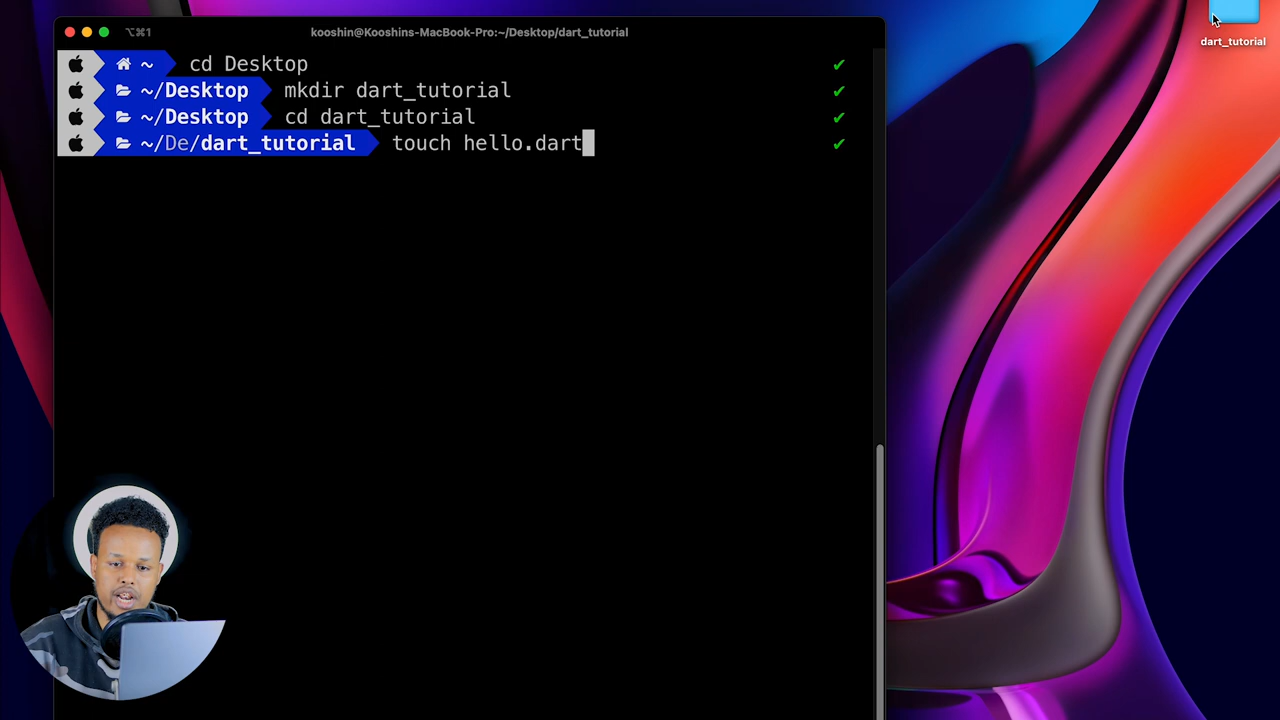 ⌥⌘1 kooshin@Kooshins-MacBook-Pro:~/Desktop/dart_tutorial
dart_tutorial
~ cd Desktop ✔
~/Desktop mkdir dart_tutorial ✔
~/Desktop cd dart_tutorial ✔
~/De/dart_tutorial touch hello.dart ✔